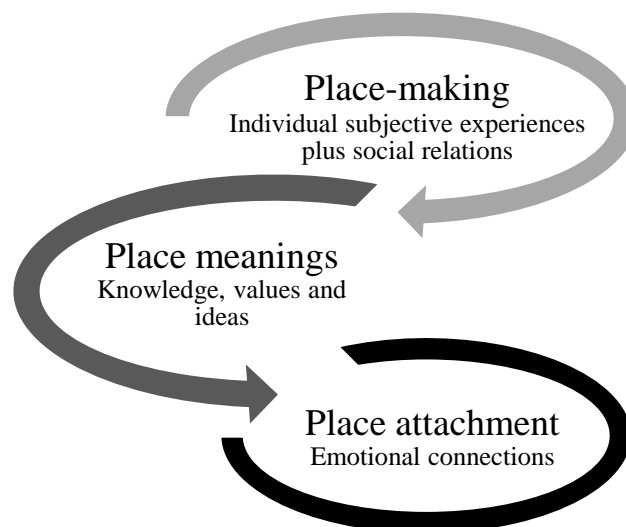 Place-making
Individual subjective experiences
plus social relations
Place meanings
Knowledge, values and
ideas
Place attachment
Emotional connections